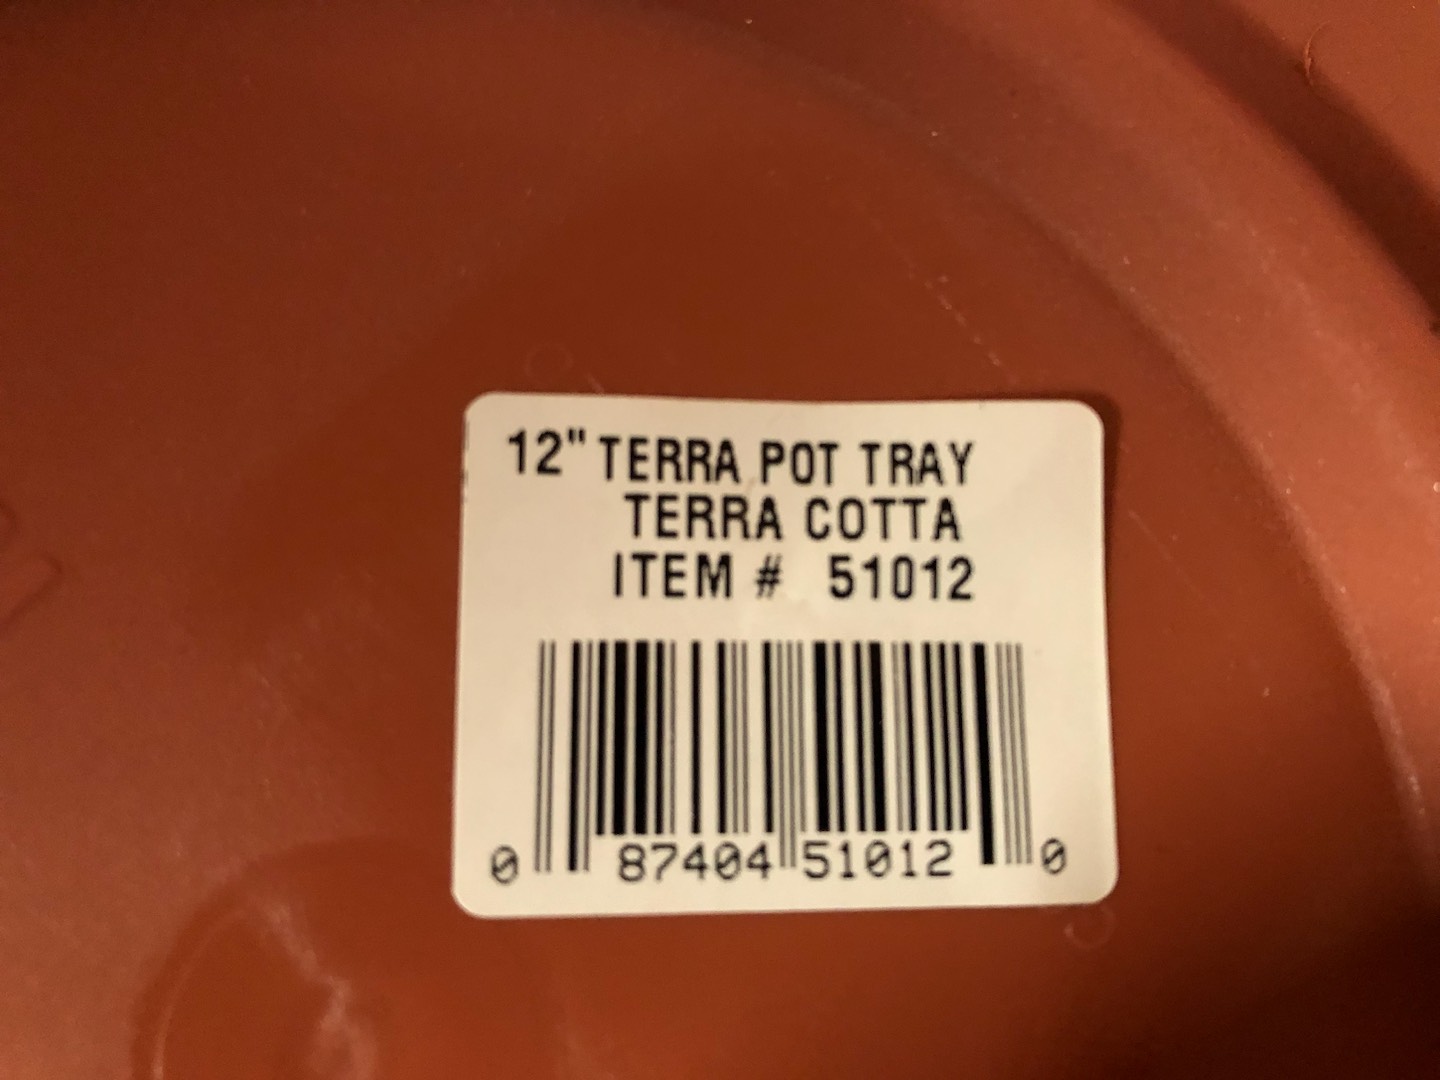 12" TERRA POT TRAY
TERRA COTTA
ITEM # 51012
0 87404 51012 0